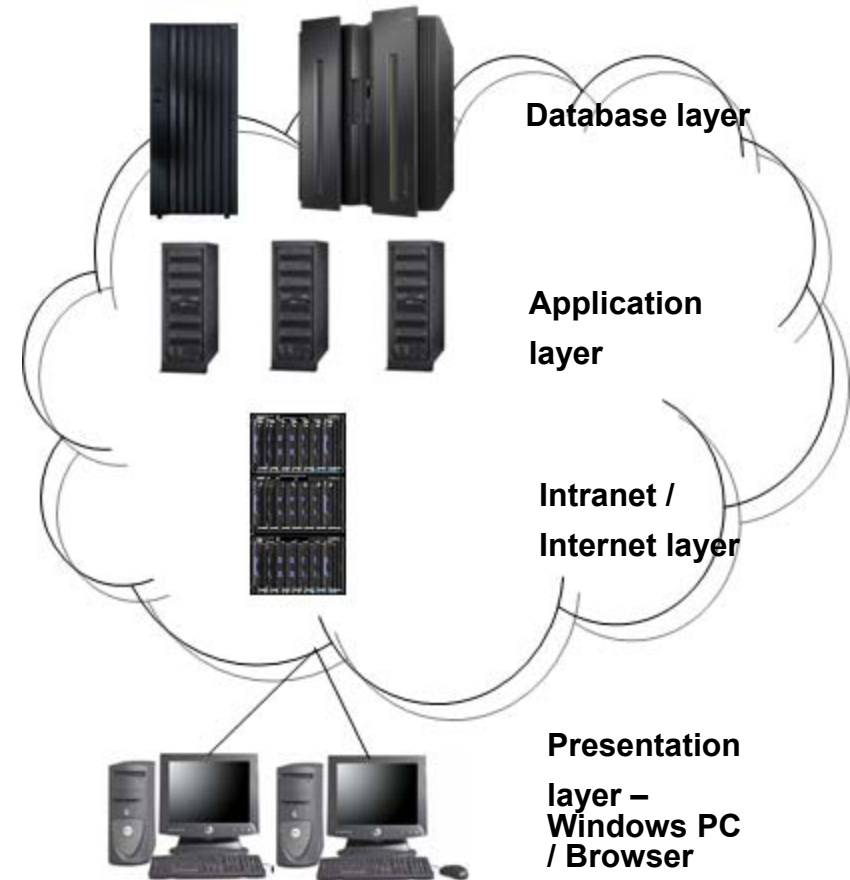 Database layer
Application
layer
Intranet /
Internet layer
Presentation
layer –
Windows PC
/ Browser